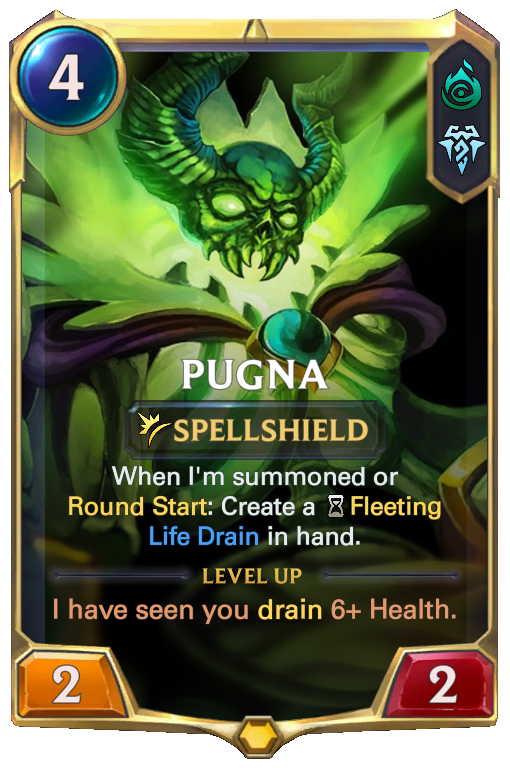 4
PUGNA
SPELLSHIELD
When I'm summoned or
Round Start: Create a Fleeting
Life Drain in hand.
LEVEL UP
I have seen you drain 6+ Health.
2
2